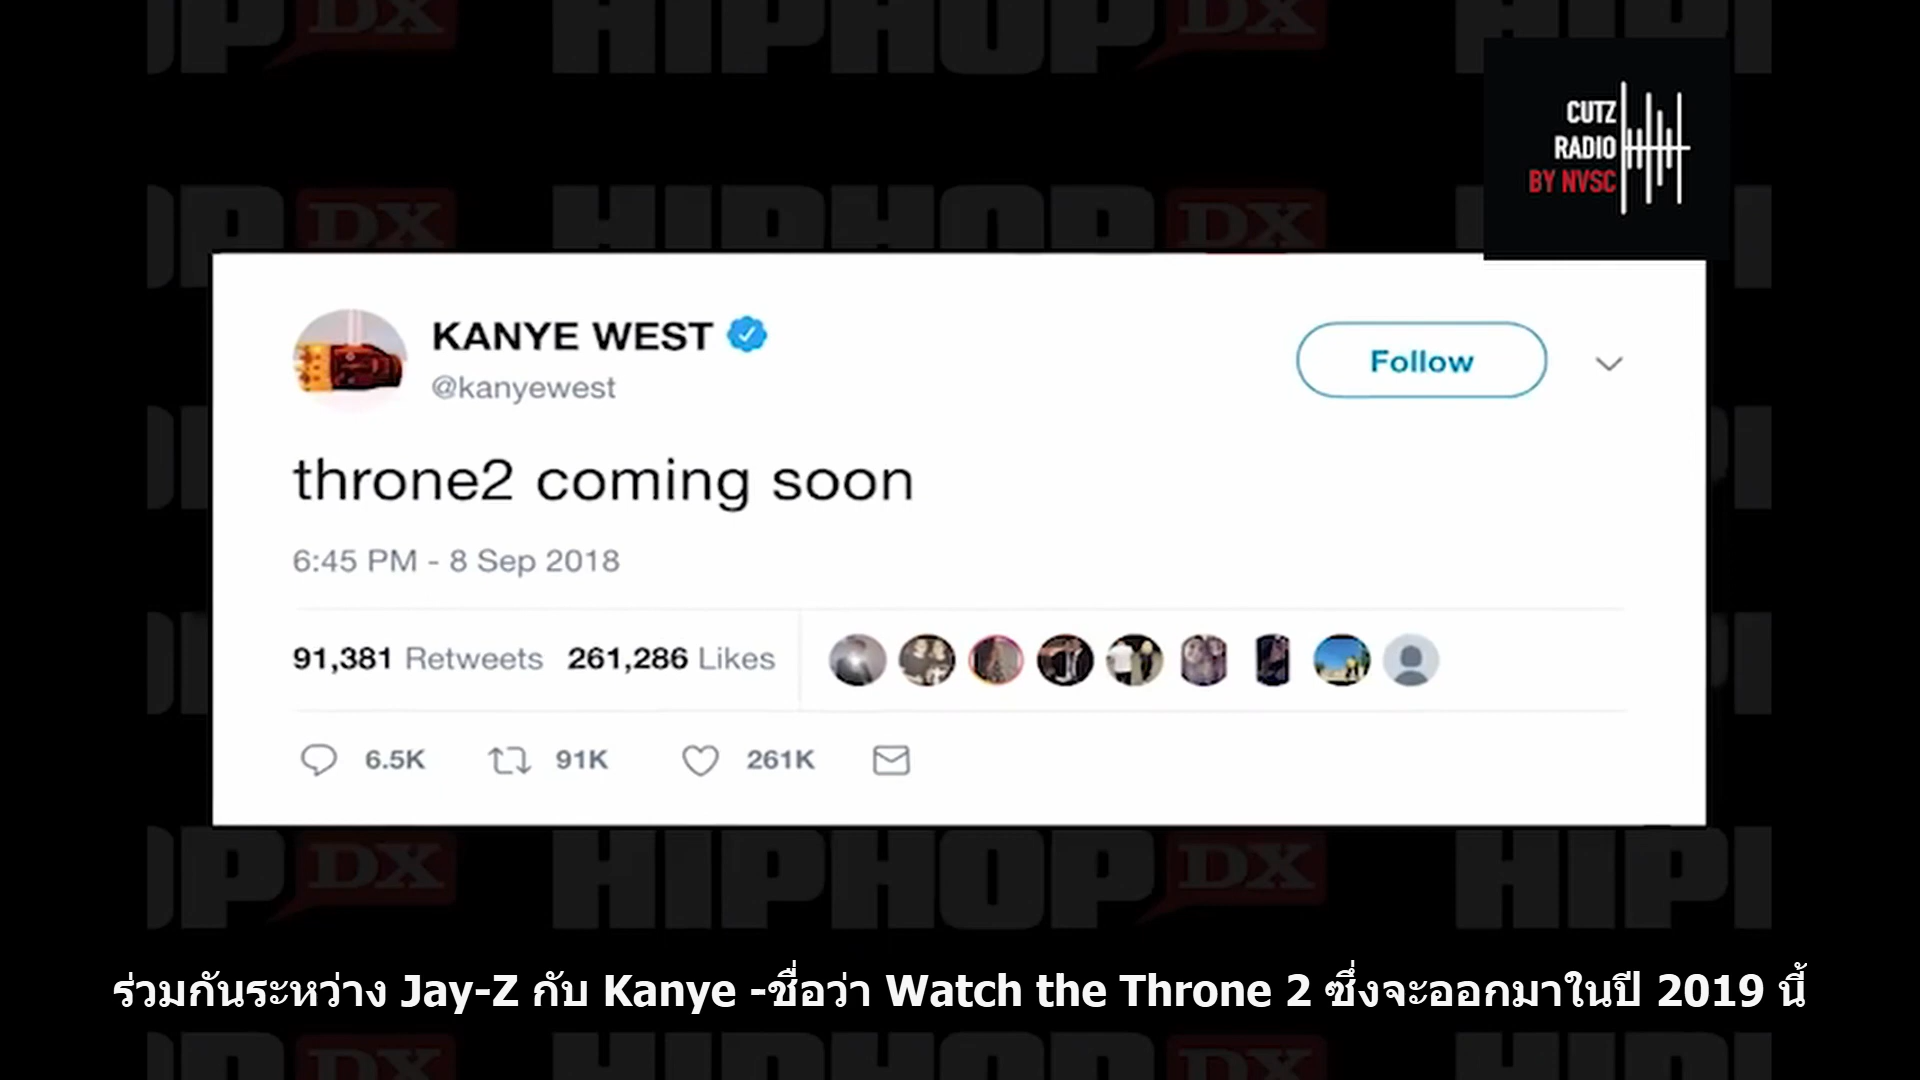 HIPHOPDX
CUTZ
RADIO
BY NVSC
KANYE WEST
@kanyewest
Follow
throne2 coming soon
6:45 PM - 8 Sep 2018
91,381 Retweets 261,286 Likes
6.5K 91K 261K
HIPHOPDX
ร่วมกันระหว่าง Jay-Z กับ Kanye -ชื่อว่า Watch the Throne 2 ซึ่งจะออกมาในปี 2019 นี้